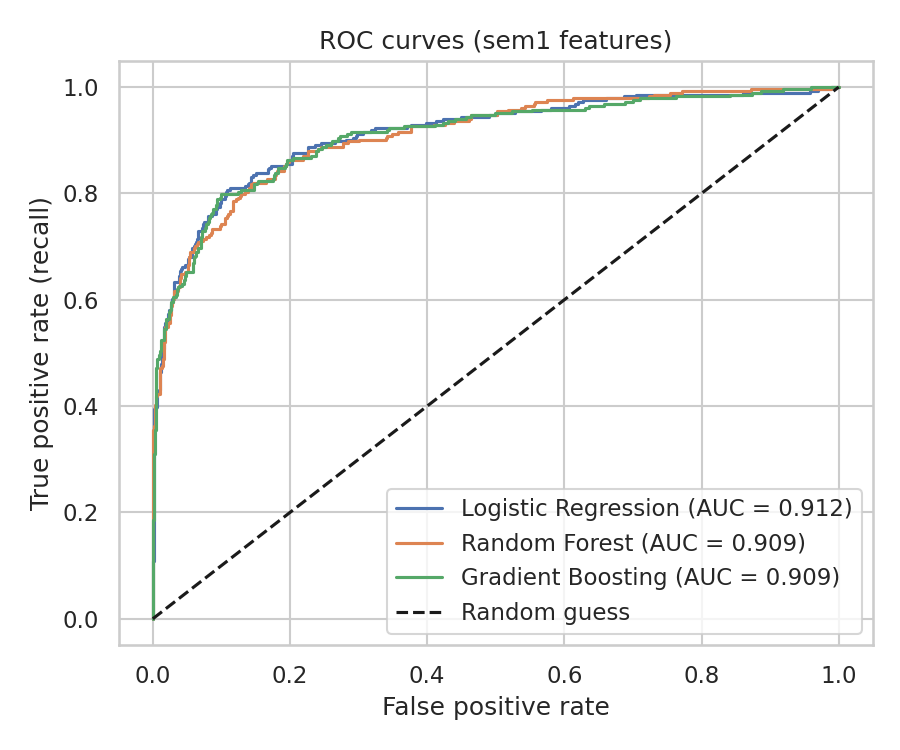 ROC curves (sem1 features)
True positive rate (recall)
1.0
0.8
0.6
0.4
0.2
0.0
Logistic Regression (AUC = 0.912)
Random Forest (AUC = 0.909)
Gradient Boosting (AUC = 0.909)
Random guess
0.0 0.2 0.4 0.6 0.8 1.0
False positive rate